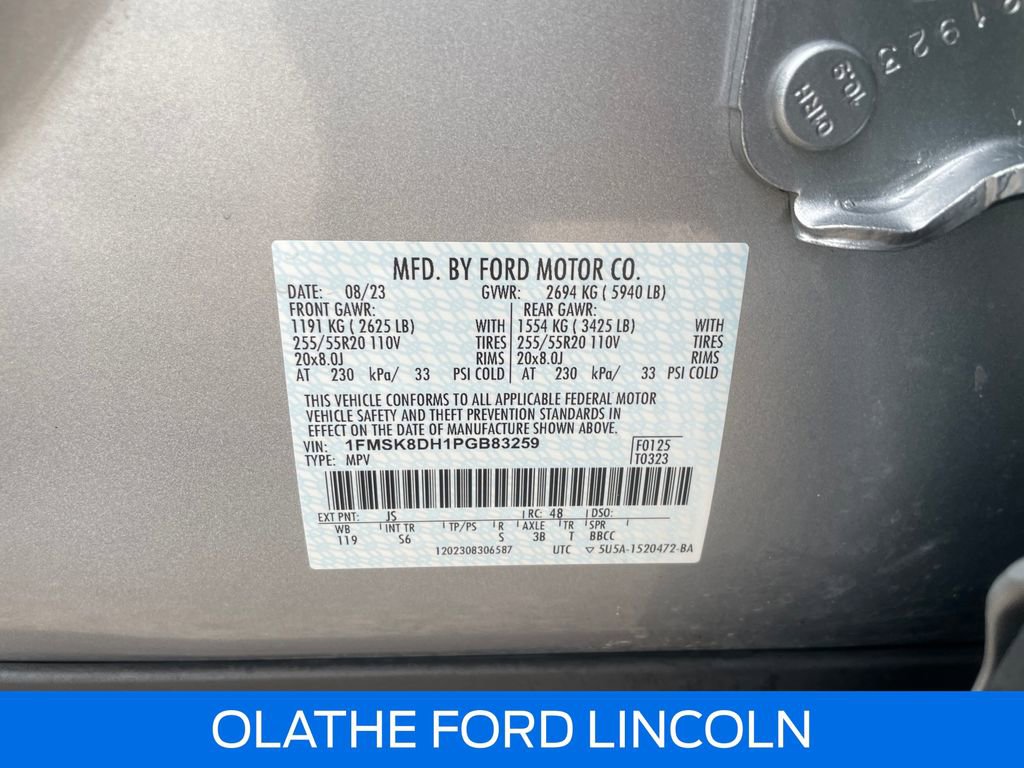 21923
01RH
10.9
MFD. BY FORD MOTOR CO.
DATE: 08/23 GVWR: 2694 KG ( 5940 LB)
FRONT GAWR: REAR GAWR:
1191 KG ( 2625 LB) WITH 1554 KG ( 3425 LB) WITH
255/55R20 110V TIRES 255/55R20 110V TIRES
20x8.0J RIMS 20x8.0J RIMS
AT 230 kPa/ 33 PSI COLD AT 230 kPa/ 33 PSI COLD
THIS VEHICLE CONFORMS TO ALL APPLICABLE FEDERAL MOTOR
VEHICLE SAFETY AND THEFT PREVENTION STANDARDS IN
EFFECT ON THE DATE OF MANUFACTURE SHOWN ABOVE.
VIN: 1FMSK8DH1PGB83259 F0125
TYPE: MPV T0323
EXT PNT: JS RC: 48 DSO:
WB INT TR TP/PS R AXLE TR SPR
119 S6 S 3B T BBCC
1202308306587 UTC ▽ 5U5A-1520472-BA
OLATHE FORD LINCOLN